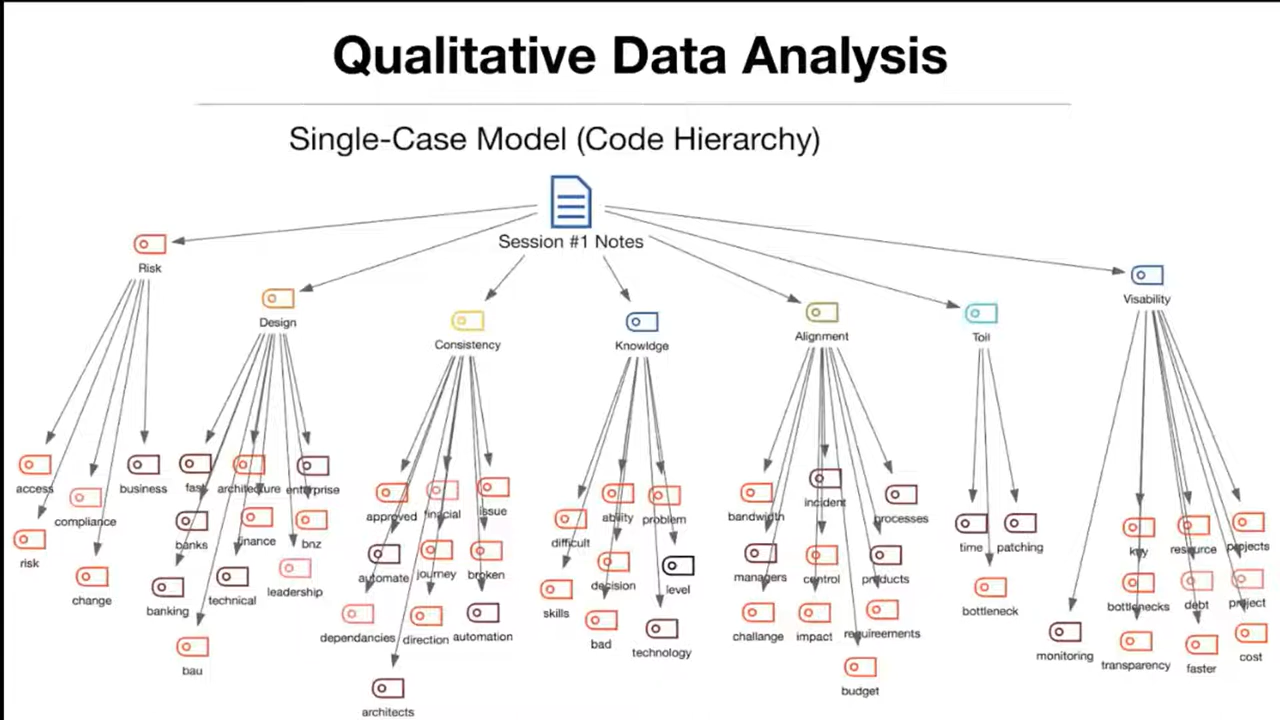 Qualitative Data Analysis
Single-Case Model (Code Hierarchy)
Session #1 Notes
Risk
Design
Consistency
Knowldge
Alignment
Toil
Visability
access
compliance
business
risk
change
fast
architecture
enterprise
banks
finance
bnz
banking
technical
leadership
bau
approved
finacial
issue
automate
journey
broken
dependancies
direction
automation
architects
ability
problem
difficult
decision
level
skills
bad
technology
bandwidth
incident
processes
managers
control
products
challange
impact
requireements
budget
time
patching
bottleneck
key
resource
projects
bottlenecks
debt
project
monitoring
transparency
faster
cost